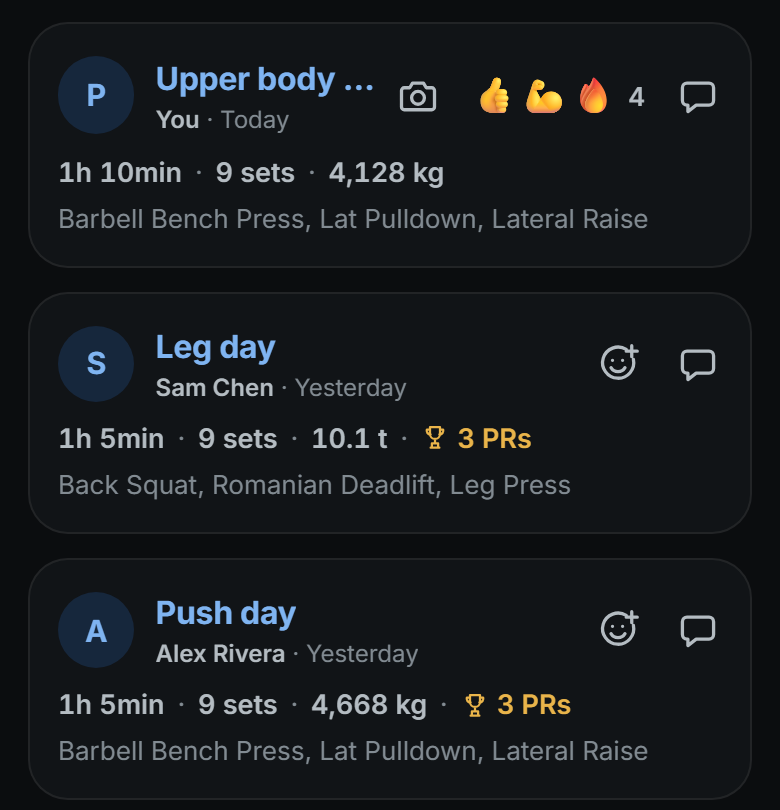 P
Upper body ...
👍 💪 🔥 4
You · Today
1h 10min · 9 sets · 4,128 kg
Barbell Bench Press, Lat Pulldown, Lateral Raise
S
Leg day
Sam Chen · Yesterday
1h 5min · 9 sets · 10.1 t · 3 PRs
Back Squat, Romanian Deadlift, Leg Press
A
Push day
Alex Rivera · Yesterday
1h 5min · 9 sets · 4,668 kg · 3 PRs
Barbell Bench Press, Lat Pulldown, Lateral Raise